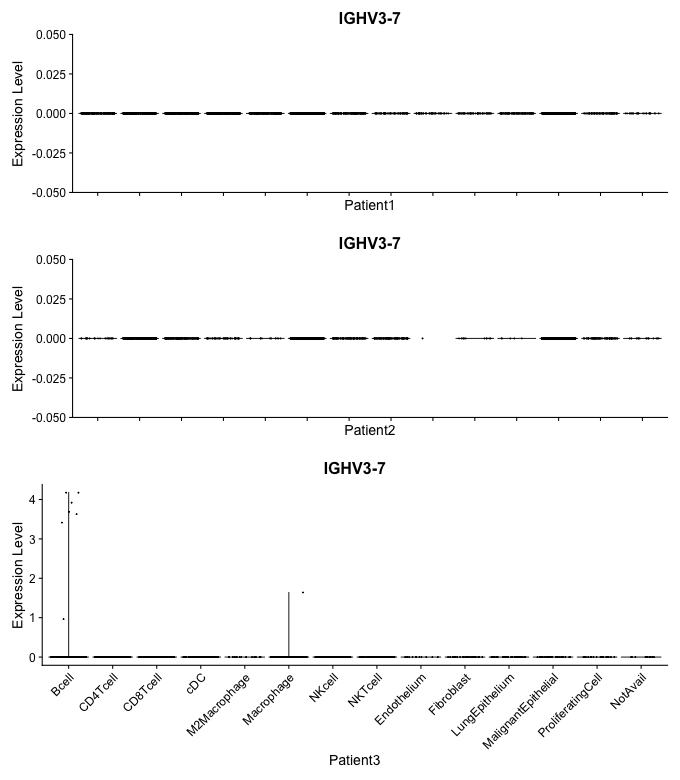 IGHV3-7
0.050
0.025
0.000
-0.025
-0.050
Expression Level
Patient1
IGHV3-7
0.050
0.025
0.000
-0.025
-0.050
Expression Level
Patient2
IGHV3-7
4
3
2
1
0
Expression Level
Bcell
CD4Tcell
CD8Tcell
cDC
M2Macrophage
Macrophage
NKcell
NKTcell
Endothelium
Fibroblast
LungEpithelium
MalignantEpithelial
ProliferatingCell
NotAvail
Patient3